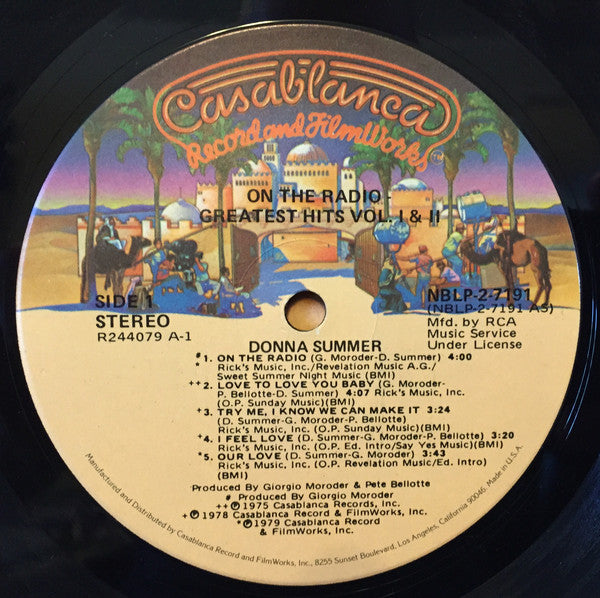 Casablanca
Record and FilmWorks
TM
ON THE RADIO -
GREATEST HITS VOL. I & II
SIDE 1
STEREO
R244079 A-1
NBLP-2-7191
(NBLP-2-7191 AS)
Mfd. by RCA
Music Service
Under License
DONNA SUMMER
# 1. ON THE RADIO (G. Moroder-D. Summer) 4:00
* Rick's Music, Inc./Revelation Music A.G./
Sweet Summer Night Music (BMI)
++2. LOVE TO LOVE YOU BABY (G. Moroder-
P. Bellotte-D. Summer) 4:07 Rick's Music, Inc.
(O.P. Sunday Music)(BMI)
+3. TRY ME, I KNOW WE CAN MAKE IT 3:24
(D. Summer-G. Moroder-P. Bellotte)
Rick's Music, Inc. (O.P. Sunday Music)(BMI)
+4. I FEEL LOVE (D. Summer-G. Moroder-P. Bellotte) 3:20
Rick's Music, Inc. (O.P. Ed. Intro/Say Yes Music)(BMI)
*5. OUR LOVE (D. Summer-G. Moroder) 3:43
Rick's Music, Inc. (O.P. Revelation Music/Ed. Intro)
(BMI)
Produced By Giorgio Moroder & Pete Bellotte
# Produced By Giorgio Moroder
++ ℗ 1975 Casablanca Records, Inc.
+ ℗ 1978 Casablanca Record & FilmWorks, Inc.
*℗1979 Casablanca Record
& FilmWorks, Inc.
Manufactured and Distributed by Casablanca Record and FilmWorks, Inc., 8255 Sunset Boulevard, Los Angeles, California 90046, Made in U.S.A.